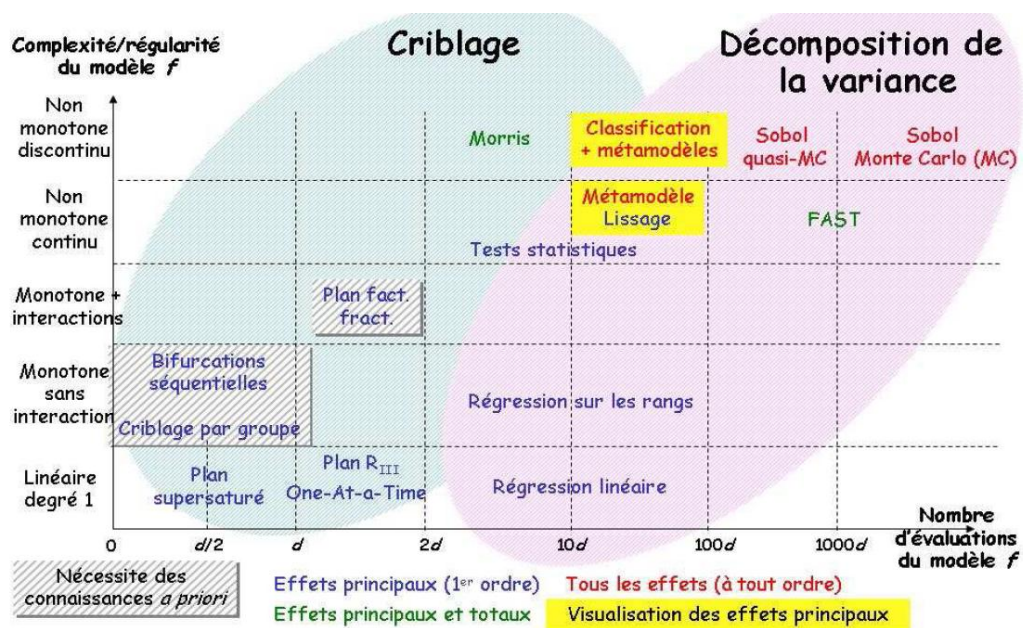 Complexité/régularité
du modèle f
Criblage
Décomposition de
la variance
Non
monotone
discontinu
Morris
Classification
+ métamodèles
Sobol
quasi-MC
Sobol
Monte Carlo (MC)
Non
monotone
continu
Métamodèle
Lissage
FAST
Tests statistiques
Monotone +
interactions
Plan fact.
fract.
Monotone
sans
interaction
Bifurcations
séquentielles
Criblage par groupe
Régression sur les rangs
Linéaire
degré 1
Plan
supersaturé
Plan RIII
One-At-a-Time
Régression linéaire
0
d/2
d
2d
10d
100d
1000d
Nombre
d'évaluations
du modèle f
Nécessite des
connaissances a priori
Effets principaux (1er ordre)
Tous les effets (à tout ordre)
Effets principaux et totaux
Visualisation des effets principaux